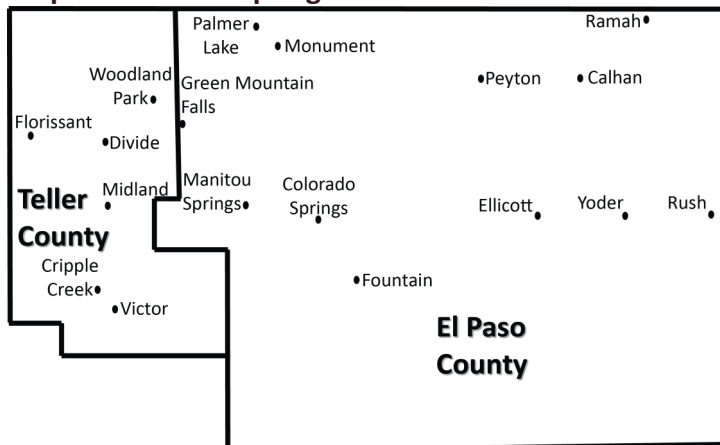 Palmer
Lake
Monument
Ramah
Woodland
Park
Green Mountain
Falls
Peyton
Calhan
Florissant
Divide
Teller
County
Midland
Manitou
Springs
Colorado
Springs
Ellicott
Yoder
Rush
Cripple
Creek
Victor
Fountain
El Paso
County